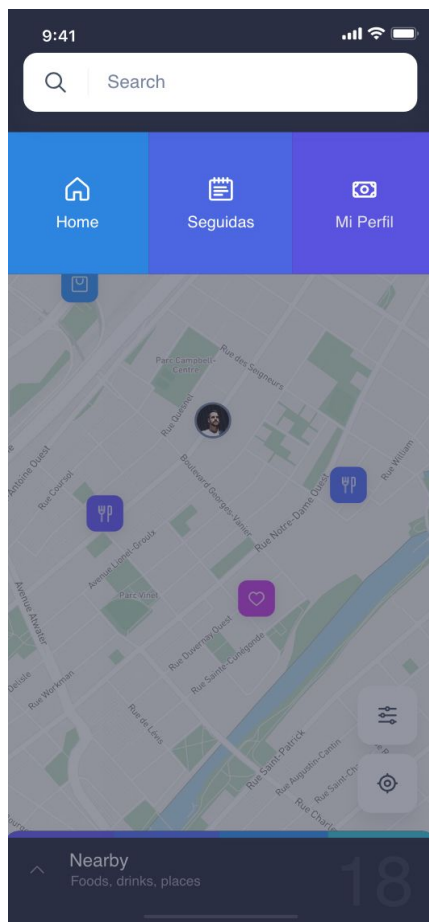 9:41
Search
Home
Seguidas
Mi Perfil
Parc Campbell-
Centre
Rue des Seigneurs
Rue Quesnel
Antoine Ouest
Rue Coursol
Boulevard Georges-Vanier
Rue William
Rue Notre-Dame Ouest
Avenue Lionel-Groulx
Parc Vinet
Avenue Atwater
Rue Duvernay Ouest
Rue Sainte-Cunégonde
Delisle
Rue Workman
Rue de Lévis
Rue Saint-Patrick
Rue Augustin-Cantin
Rue Saint-Ch
Rue Charl
Nearby
Foods, drinks, places
18